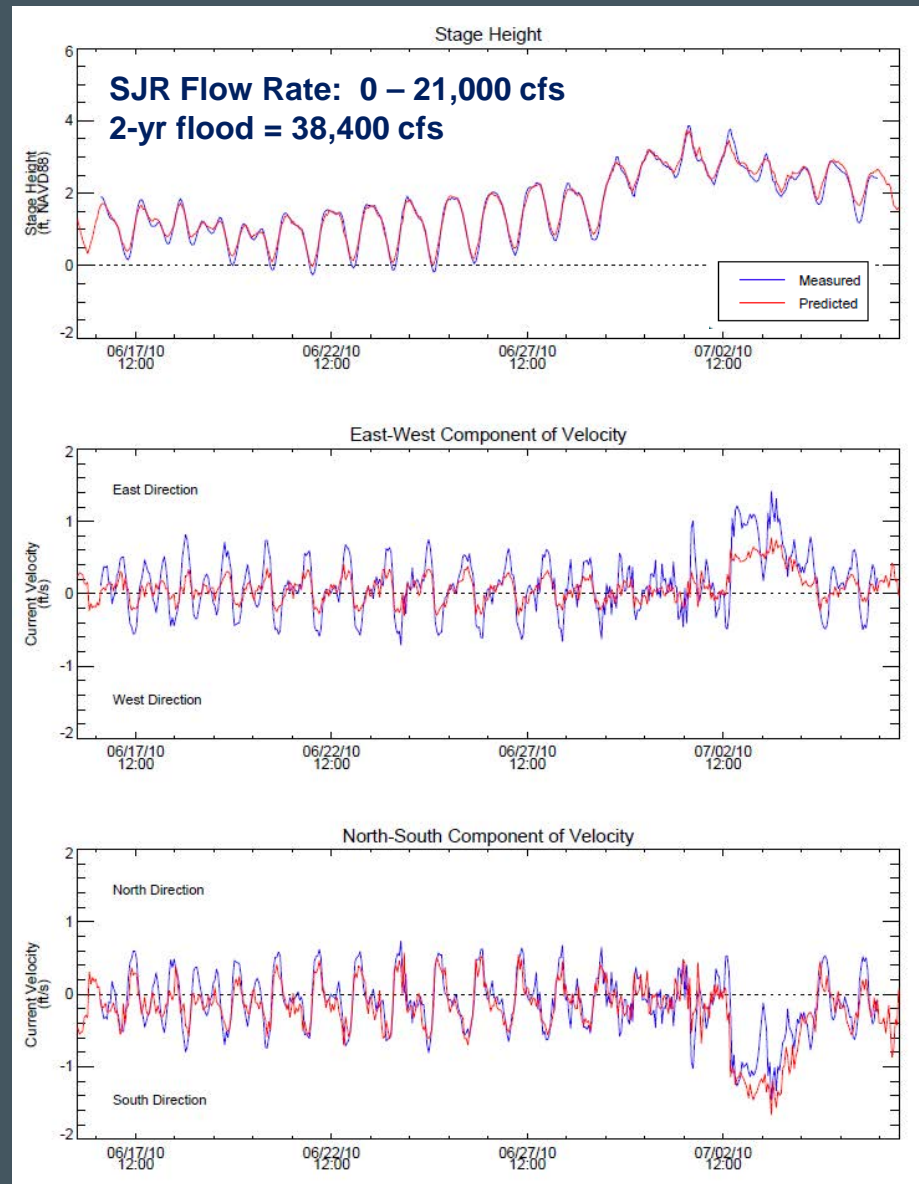 Stage Height
SJR Flow Rate:  0 – 21,000 cfs
2-yr flood = 38,400 cfs
Stage Height
(ft, NAVD88)
6
4
2
0
-2
Measured
Predicted
06/17/10
12:00
06/22/10
12:00
06/27/10
12:00
07/02/10
12:00
East-West Component of Velocity
East Direction
West Direction
Current Velocity
(ft/s)
2
1
0
-1
-2
06/17/10
12:00
06/22/10
12:00
06/27/10
12:00
07/02/10
12:00
North-South Component of Velocity
North Direction
South Direction
Current Velocity
(ft/s)
2
1
0
-1
-2
06/17/10
12:00
06/22/10
12:00
06/27/10
12:00
07/02/10
12:00